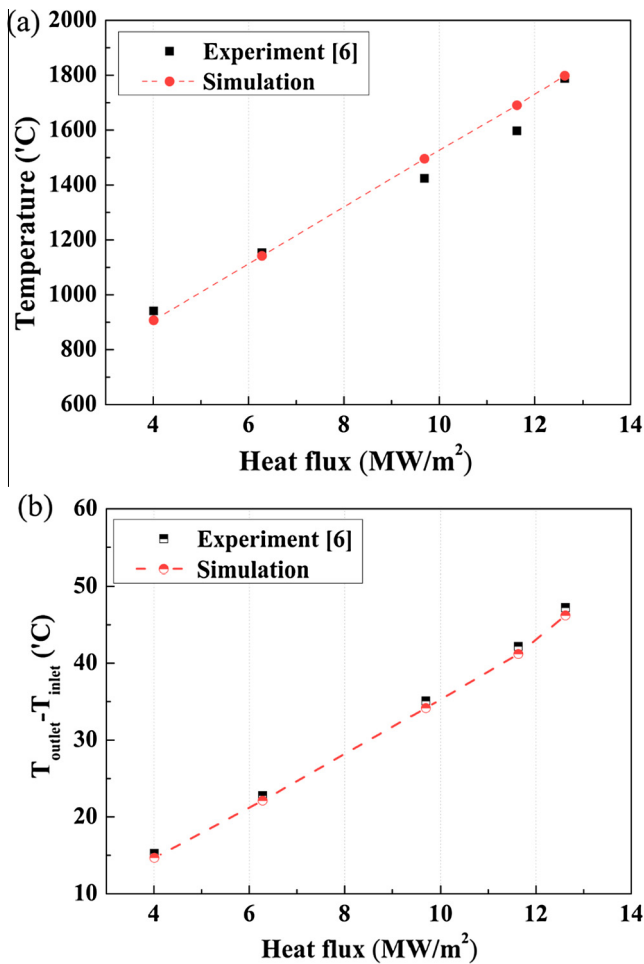 (a)
2000
1800
1600
1400
1200
1000
800
600
Temperature ('C)
Experiment [6]
Simulation
4 6 8 10 12 14
Heat flux (MW/m²)
(b)
60
50
40
30
20
10
T_outlet-T_inlet ('C)
Experiment [6]
Simulation
4 6 8 10 12 14
Heat flux (MW/m²)